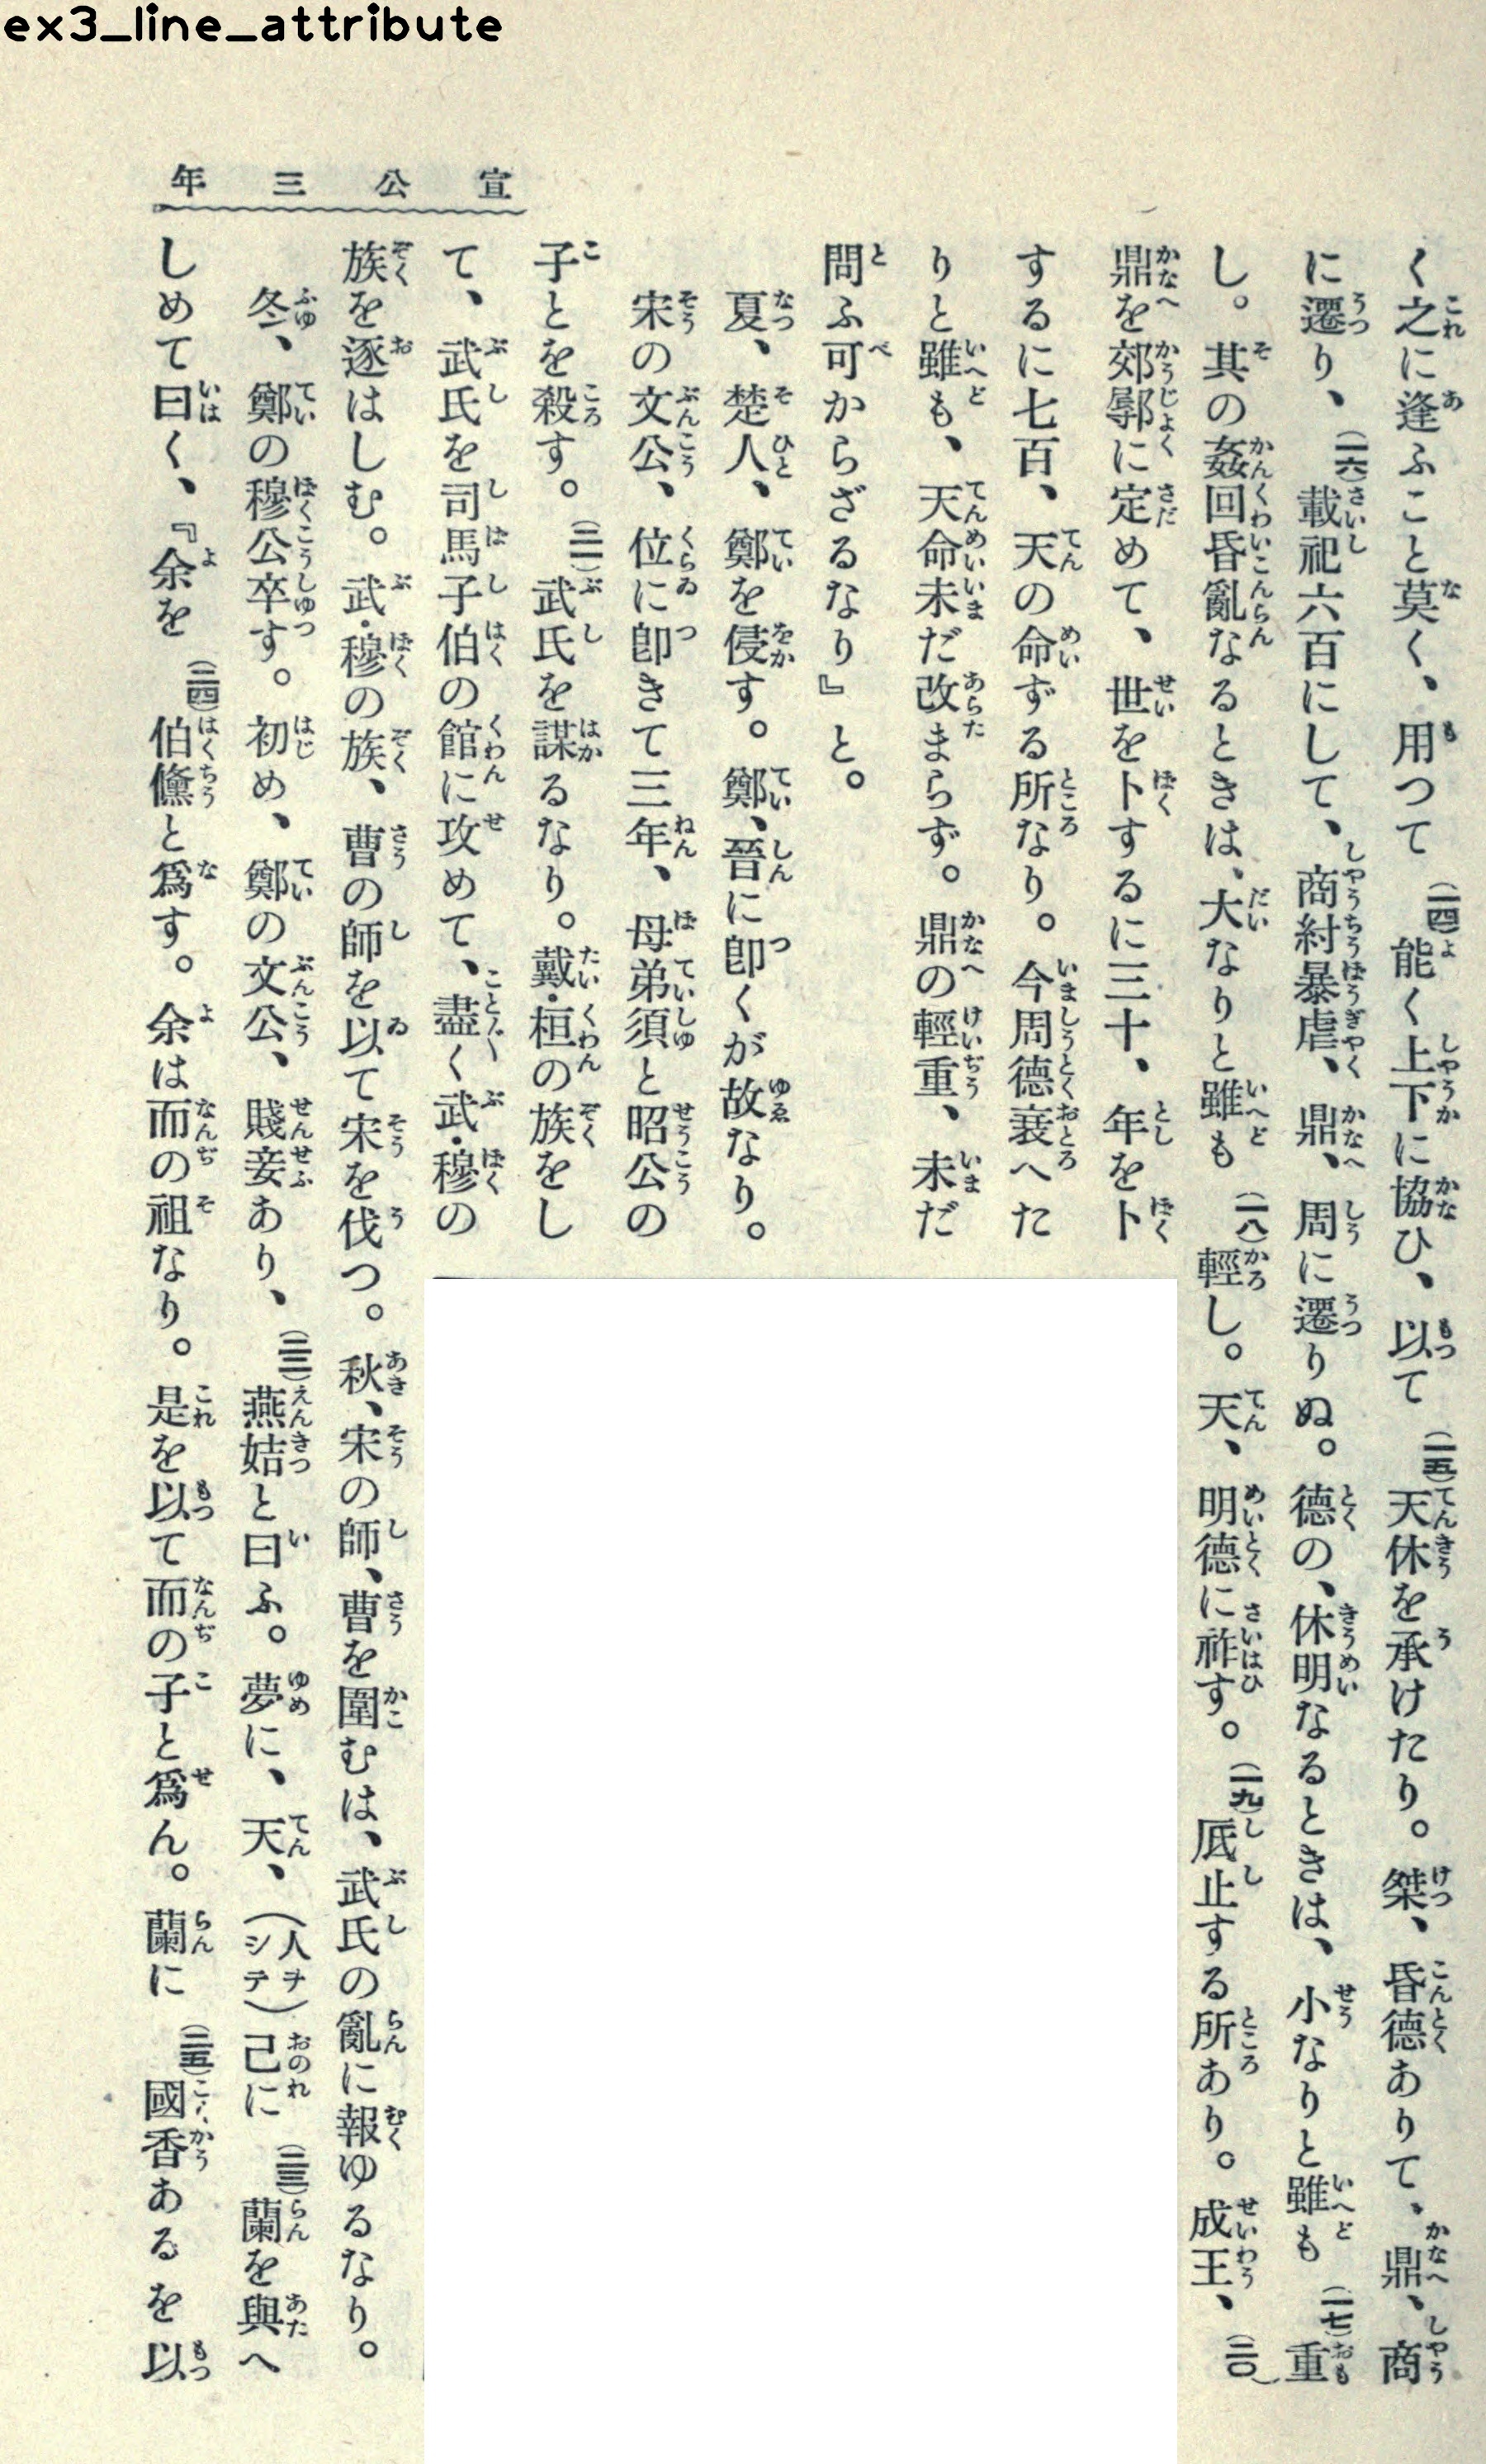 ex3_line_attribute
宣公三年
く之に逢ふこと莫く、用つて(一四)能く上下に協ひ、以て(一五)天休を承けたり。桀、昏德ありて、鼎、商
に遷り、(一六)載祀六百にして、商紂暴虐、鼎、周に遷りぬ。德の、休明なるときは、小なりと雖も(一七)重
し。其の姦回昏亂なるときは、大なりと雖も(一八)輕し。天、明德に祚す。(一九)厎止する所あり。成王、(二〇)
鼎を郊鄏に定めて、世を卜するに三十、年を卜
するに七百、天の命ずる所なり。今周德衰へた
りと雖も、天命未だ改まらず。鼎の輕重、未だ
問ふ可からざるなり』と。
夏、楚人、鄭を侵す。鄭、晉に卽くが故なり。
宋の文公、位に卽きて三年、母弟須と昭公の
子とを殺す。(二一)武氏を謀るなり。戴·桓の族をし
て、武氏を司馬子伯の館に攻めて、盡く武·穆の
族を逐はしむ。武·穆の族、曹の師を以て宋を伐つ。秋、宋の師、曹を圍むは、武氏の亂に報ゆるなり。
冬、鄭の穆公卒す。初め、鄭の文公、賤妾あり、(二二)燕姞と曰ふ。夢に、天、(人ヲシテ)己に(二三)蘭を與へ
しめて曰く、『余を(二四)伯鯈と爲す。余は而の祖なり。是を以て而の子と爲ん。蘭に(二五)國香あるを以